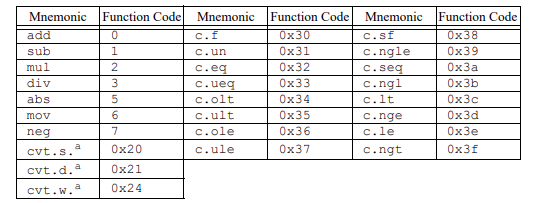 Mnemonic Function Code Mnemonic Function Code Mnemonic Function Code
add 0 c.f 0x30 c.sf 0x38
sub 1 c.un 0x31 c.ngle 0x39
mul 2 c.eq 0x32 c.seq 0x3a
div 3 c.ueq 0x33 c.ngl 0x3b
abs 5 c.olt 0x34 c.lt 0x3c
mov 6 c.ult 0x35 c.nge 0x3d
neg 7 c.ole 0x36 c.le 0x3e
cvt.s.a 0x20 c.ule 0x37 c.ngt 0x3f
cvt.d.a 0x21
cvt.w.a 0x24